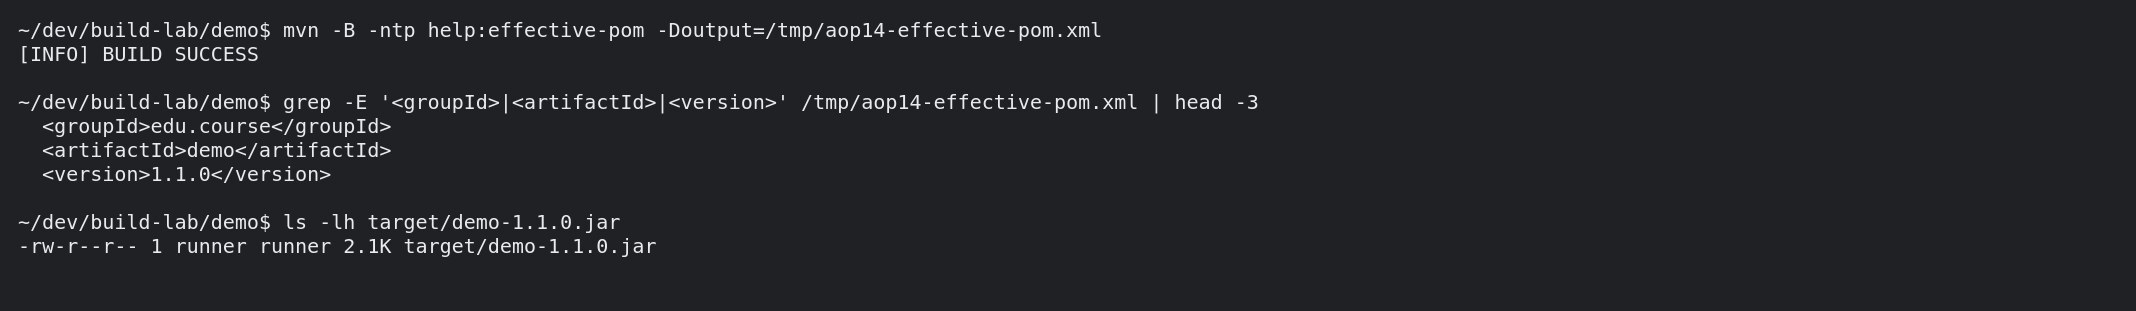 ~/dev/build-lab/demo$ mvn -B -ntp help:effective-pom -Doutput=/tmp/aop14-effective-pom.xml
[INFO] BUILD SUCCESS
~/dev/build-lab/demo$ grep -E '<groupId>|<artifactId>|<version>' /tmp/aop14-effective-pom.xml | head -3
  <groupId>edu.course</groupId>
  <artifactId>demo</artifactId>
  <version>1.1.0</version>
~/dev/build-lab/demo$ ls -lh target/demo-1.1.0.jar
-rw-r--r-- 1 runner runner 2.1K target/demo-1.1.0.jar